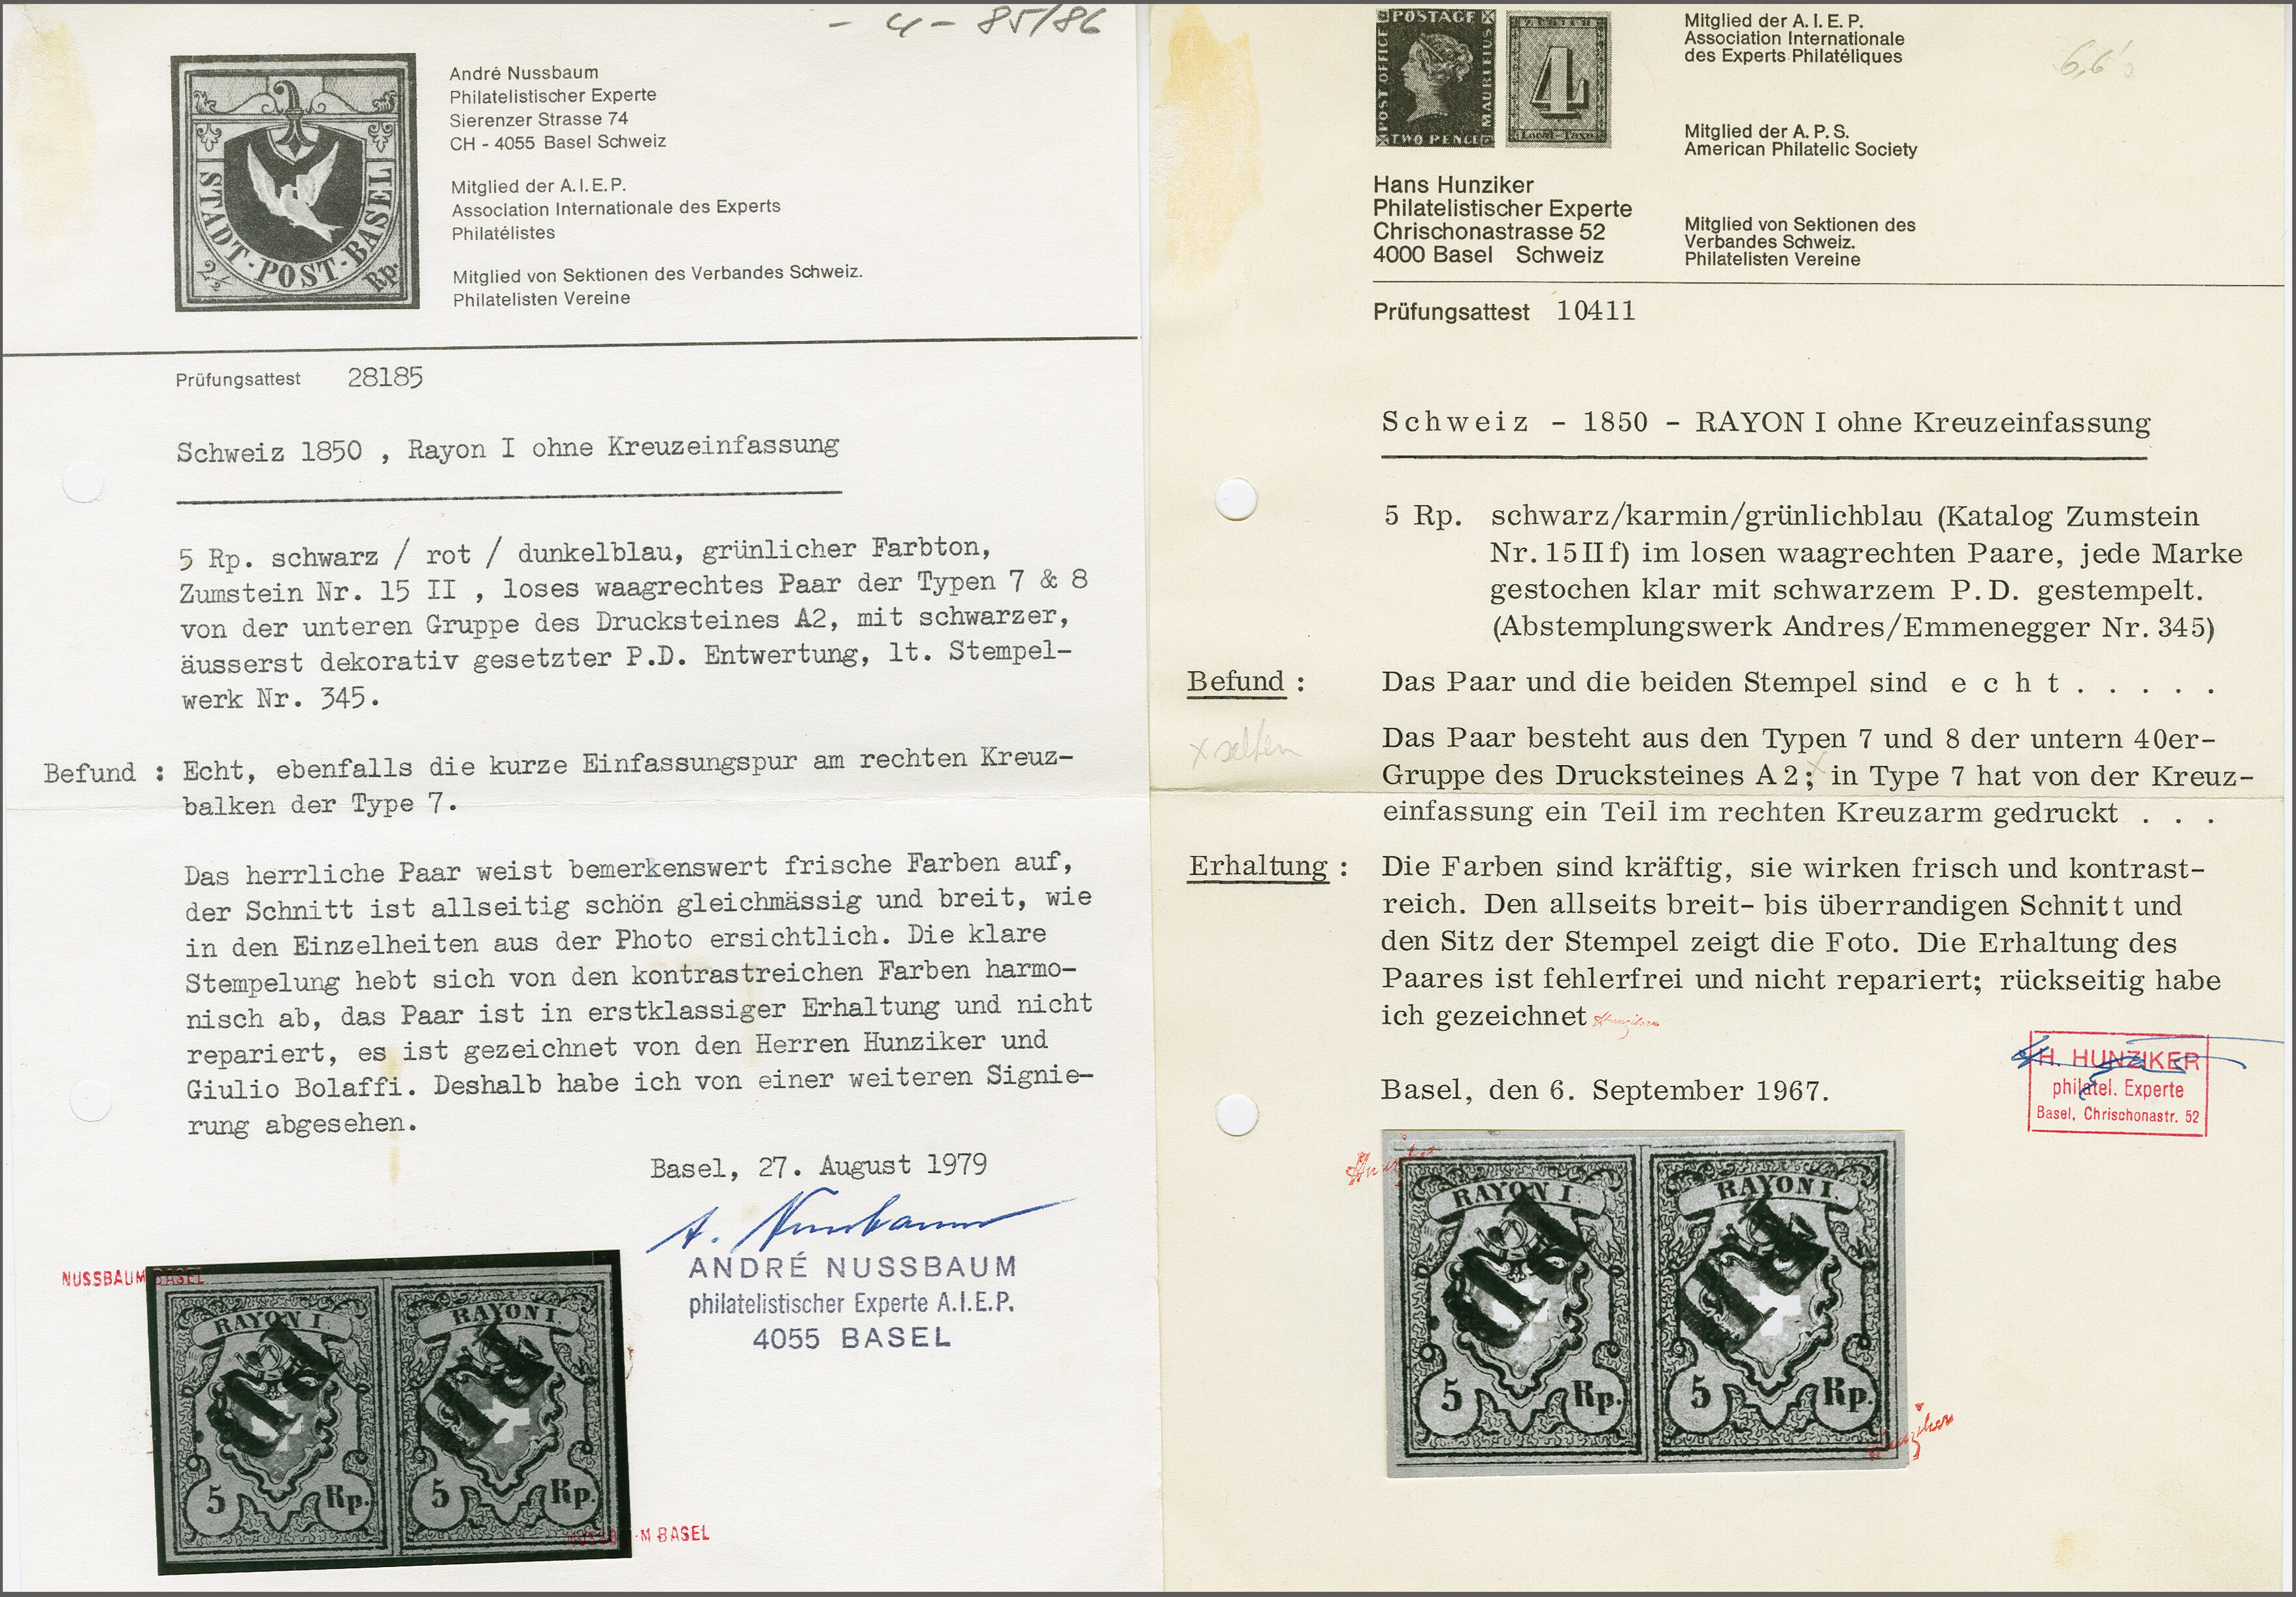 - 4 - 85/86
STADT-POST-BASEL
2½ Rp.
André Nussbaum
Philatelistischer Experte
Sierenzer Strasse 74
CH - 4055 Basel Schweiz
Mitglied der A.I.E.P.
Association Internationale des Experts
Philatélistes
Mitglied von Sektionen des Verbandes Schweiz.
Philatelisten Vereine
Prüfungsattest 28185
Schweiz 1850 , Rayon I ohne Kreuzeinfassung
5 Rp. schwarz / rot / dunkelblau, grünlicher Farbton,
Zumstein Nr. 15 II , loses waagrechtes Paar der Typen 7 & 8
von der unteren Gruppe des Drucksteines A2, mit schwarzer,
äusserst dekorativ gesetzter P.D. Entwertung, lt. Stempel-
werk Nr. 345.
Befund : Echt, ebenfalls die kurze Einfassungspur am rechten Kreuz-
balken der Type 7.
Das herrliche Paar weist bemerkenswert frische Farben auf,
der Schnitt ist allseitig schön gleichmässig und breit, wie
in den Einzelheiten aus der Photo ersichtlich. Die klare
Stempelung hebt sich von den kontrastreichen Farben harmo-
nisch ab, das Paar ist in erstklassiger Erhaltung und nicht
repariert, es ist gezeichnet von den Herren Hunziker und
Giulio Bolaffi. Deshalb habe ich von einer weiteren Signie-
rung abgesehen.
Basel, 27. August 1979
A. Nussbaum
ANDRÉ NUSSBAUM
philatelistischer Experte A.I.E.P.
4055 BASEL
NUSSBAUM BASEL
RAYON I. RAYON I.
P.D. P.D.
5 Rp. 5 Rp.
M BASEL
POSTAGE
POST OFFICE
MAURITIUS
TWO PENCE
ZÜRICH
4
Local-Taxe
Mitglied der A.I.E.P.
Association Internationale
des Experts Philatéliques
Mitglied der A.P.S.
American Philatelic Society
Hans Hunziker
Philatelistischer Experte
Chrischonastrasse 52
4000 Basel Schweiz
Mitglied von Sektionen des
Verbandes Schweiz.
Philatelisten Vereine
Prüfungsattest 10411
Schweiz - 1850 - RAYON I ohne Kreuzeinfassung
5 Rp. schwarz/karmin/grünlichblau (Katalog Zumstein
Nr. 15 II f) im losen waagrechten Paare, jede Marke
gestochen klar mit schwarzem P.D. gestempelt.
(Abstemplungswerk Andres/Emmenegger Nr. 345)
Befund : Das Paar und die beiden Stempel sind echt . . . . .
x selten
Das Paar besteht aus den Typen 7 und 8 der untern 40er-
Gruppe des Drucksteines A 2; x in Type 7 hat von der Kreuz-
einfassung ein Teil im rechten Kreuzarm gedruckt . . .
Erhaltung : Die Farben sind kräftig, sie wirken frisch und kontrast-
reich. Den allseits breit- bis überrandigen Schnitt und
den Sitz der Stempel zeigt die Foto. Die Erhaltung des
Paares ist fehlerfrei und nicht repariert; rückseitig habe
ich gezeichnet Hunziker
H. HUNZIKER
philatel. Experte
Basel, Chrischonastr. 52
Basel, den 6. September 1967.
Hunziker
RAYON I. RAYON I.
P.D. P.D.
5 Rp. 5 Rp.
Hunziker